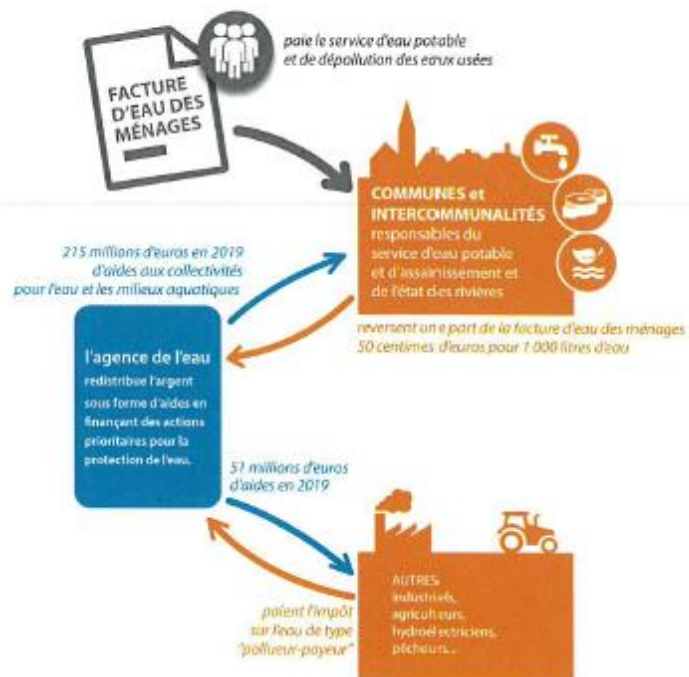 paie le service d'eau potable
et de dépollution des eaux usées
FACTURE
D'EAU DES
MÉNAGES
COMMUNES et
INTERCOMMUNALITÉS
responsables du
service d'eau potable
et d'assainissement et
de l'état des rivières
215 millions d'euros en 2019
d'aides aux collectivités
pour l'eau et les milieux aquatiques
reversent un e part de la facture d'eau des ménages
50 centimes d'euros pour 1 000 litres d'eau
l'agence de l'eau
redistribue l'argent
sous forme d'aides en
finançant des actions
prioritaires pour la
protection de l'eau.
51 millions d'euros
d'aides en 2019
paient l'impôt
sur l'eau de type
"pollueur-payeur"
AUTRES
industriels,
agriculteurs,
hydroélectriciens,
pêcheurs...